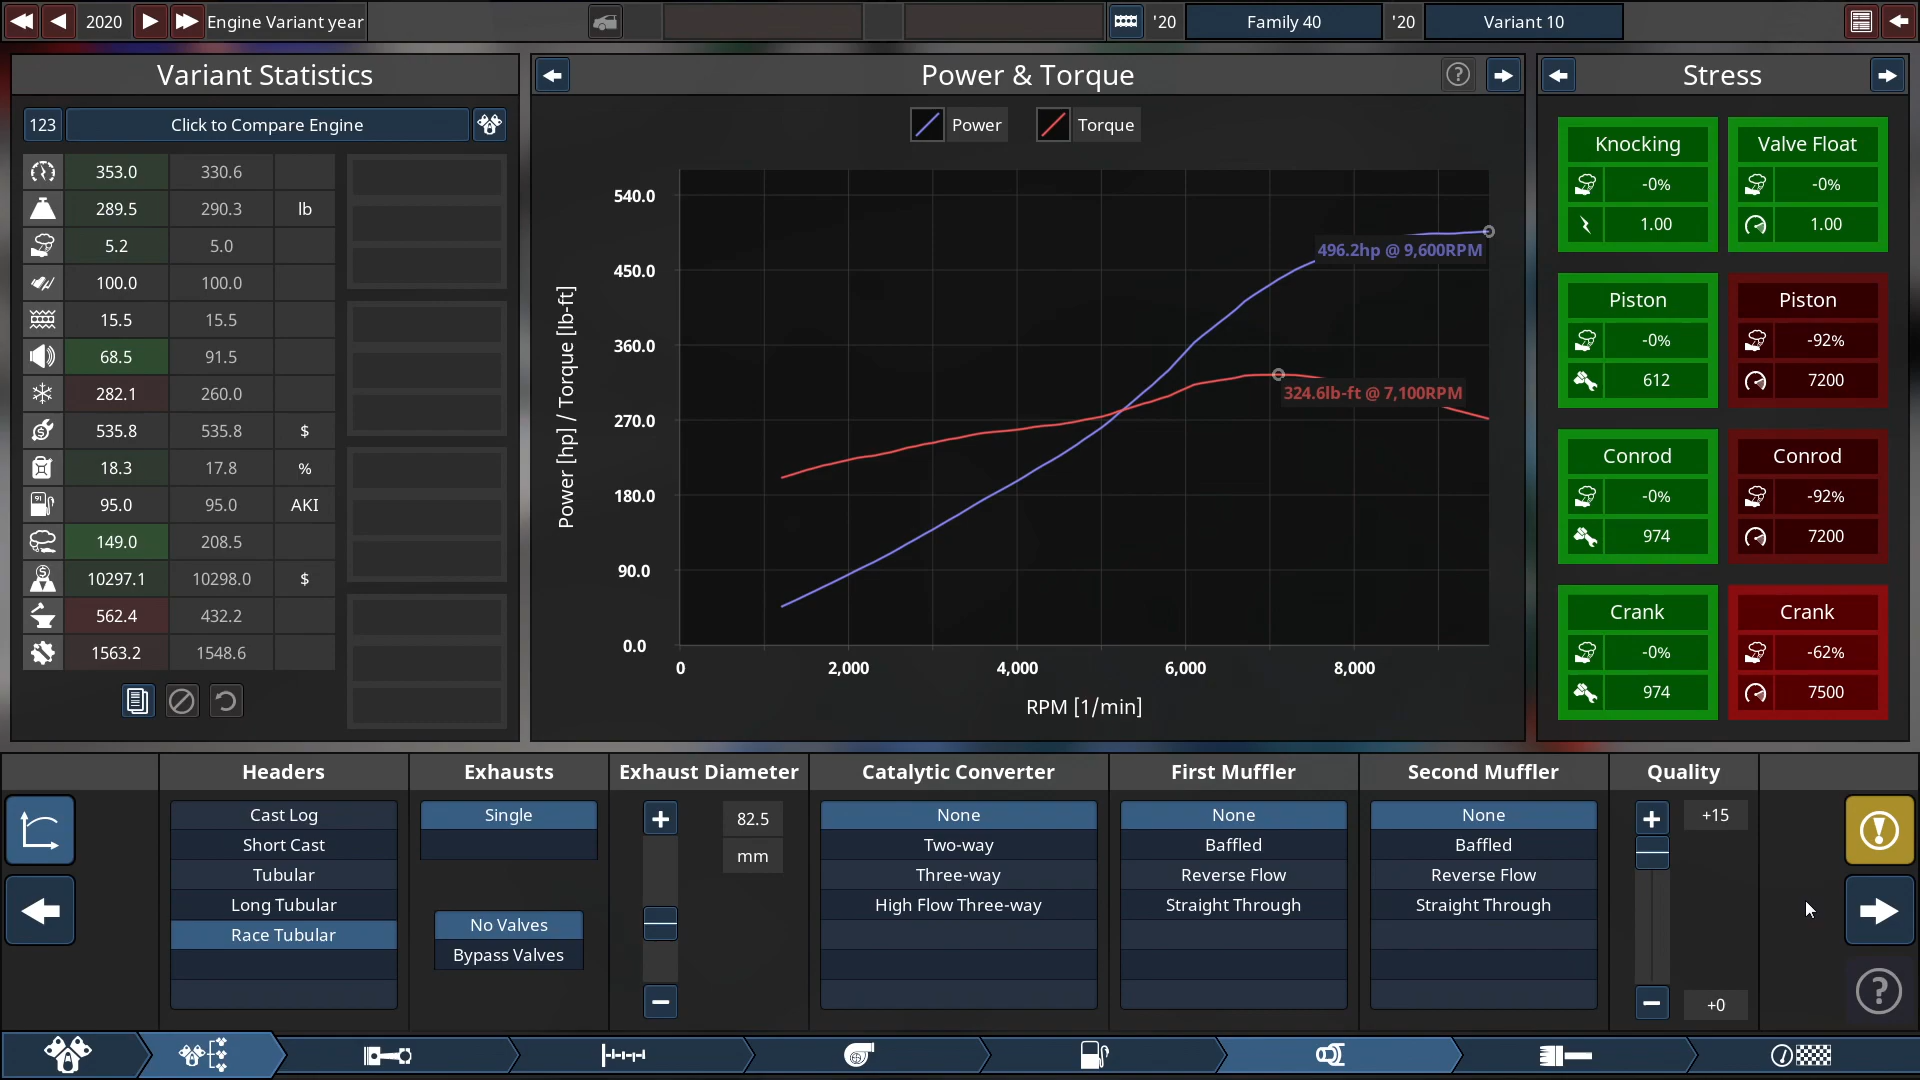 2020
Engine Variant year
'20
Family 40
'20
Variant 10
Variant Statistics
123
Click to Compare Engine
353.0 330.6
289.5 290.3 lb
5.2 5.0
100.0 100.0
15.5 15.5
68.5 91.5
282.1 260.0
535.8 535.8 $
18.3 17.8 %
91 95.0 95.0 AKI
149.0 208.5
10297.1 10298.0 $
562.4 432.2
1563.2 1548.6
Power & Torque
?
Power
Torque
Power [hp] / Torque [lb-ft]
540.0
450.0
360.0
270.0
180.0
90.0
0.0
496.2hp @ 9,600RPM
324.6lb-ft @ 7,100RPM
0 2,000 4,000 6,000 8,000
RPM [1/min]
Stress
Knocking
-0%
1.00
Valve Float
-0%
1.00
Piston
-0%
612
Piston
-92%
7200
Conrod
-0%
974
Conrod
-92%
7200
Crank
-0%
974
Crank
-62%
7500
Headers
Cast Log
Short Cast
Tubular
Long Tubular
Race Tubular
Exhausts
Single
No Valves
Bypass Valves
Exhaust Diameter
82.5
mm
Catalytic Converter
None
Two-way
Three-way
High Flow Three-way
First Muffler
None
Baffled
Reverse Flow
Straight Through
Second Muffler
None
Baffled
Reverse Flow
Straight Through
Quality
+15
+0
?